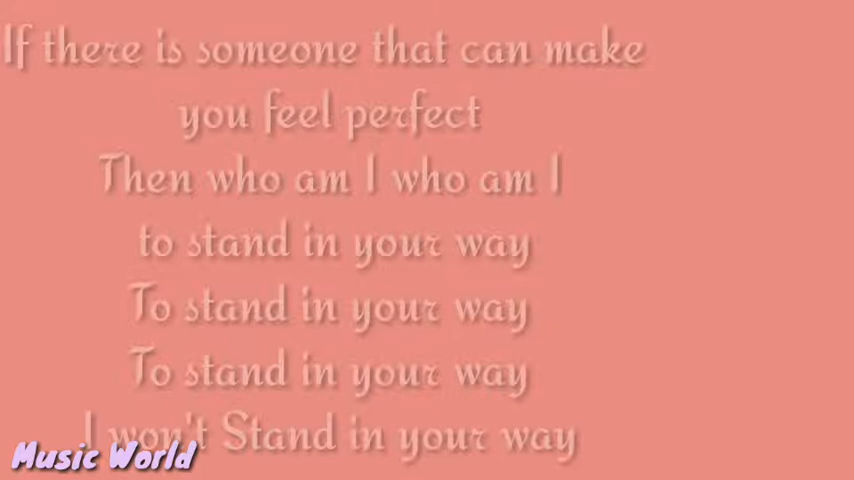 If there is someone that can make
you feel perfect
Then who am I who am I
to stand in your way
To stand in your way
To stand in your way
I won't Stand in your way
Music World